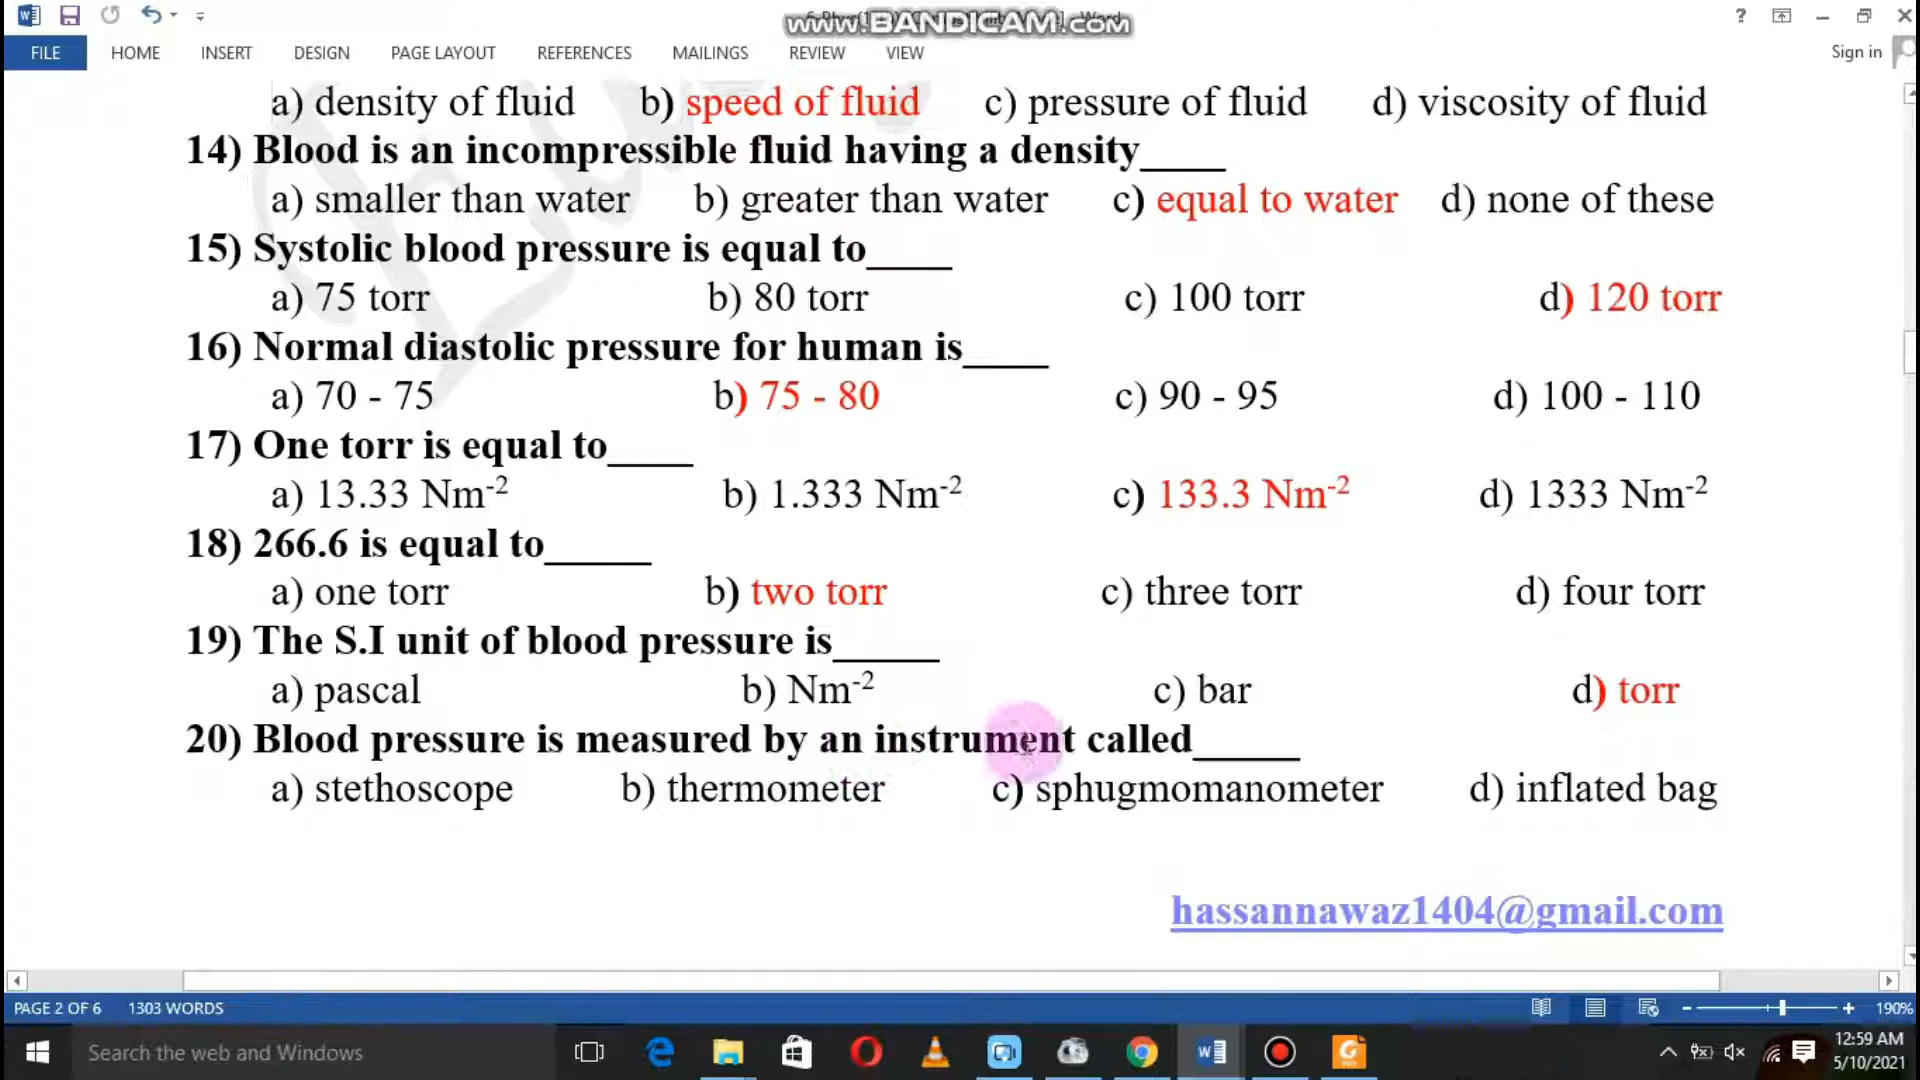 www.BANDICAM.com
FILE HOME INSERT DESIGN PAGE LAYOUT REFERENCES MAILINGS REVIEW VIEW Sign in
a) density of fluid b) speed of fluid c) pressure of fluid d) viscosity of fluid
14) Blood is an incompressible fluid having a density____
a) smaller than water b) greater than water c) equal to water d) none of these
15) Systolic blood pressure is equal to____
a) 75 torr b) 80 torr c) 100 torr d) 120 torr
16) Normal diastolic pressure for human is____
a) 70 - 75 b) 75 - 80 c) 90 - 95 d) 100 - 110
17) One torr is equal to____
a) 13.33 Nm⁻² b) 1.333 Nm⁻² c) 133.3 Nm⁻² d) 1333 Nm⁻²
18) 266.6 is equal to_____
a) one torr b) two torr c) three torr d) four torr
19) The S.I unit of blood pressure is_____
a) pascal b) Nm⁻² c) bar d) torr
20) Blood pressure is measured by an instrument called_____
a) stethoscope b) thermometer c) sphugmomanometer d) inflated bag
hassannawaz1404@gmail.com
PAGE 2 OF 6 1303 WORDS 190%
Search the web and Windows 12:59 AM
5/10/2021